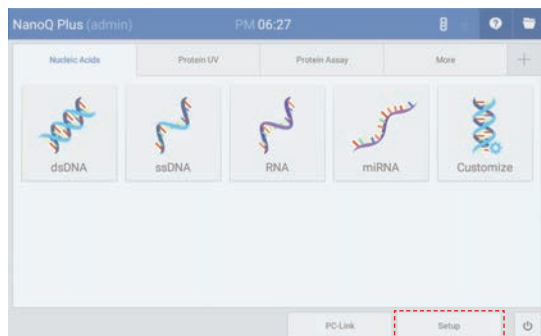 NanoQ Plus (admin) PM 06:27
Nucleic Acids Protein UV Protein Assay More
dsDNA ssDNA RNA miRNA Customize
PC-Link Setup